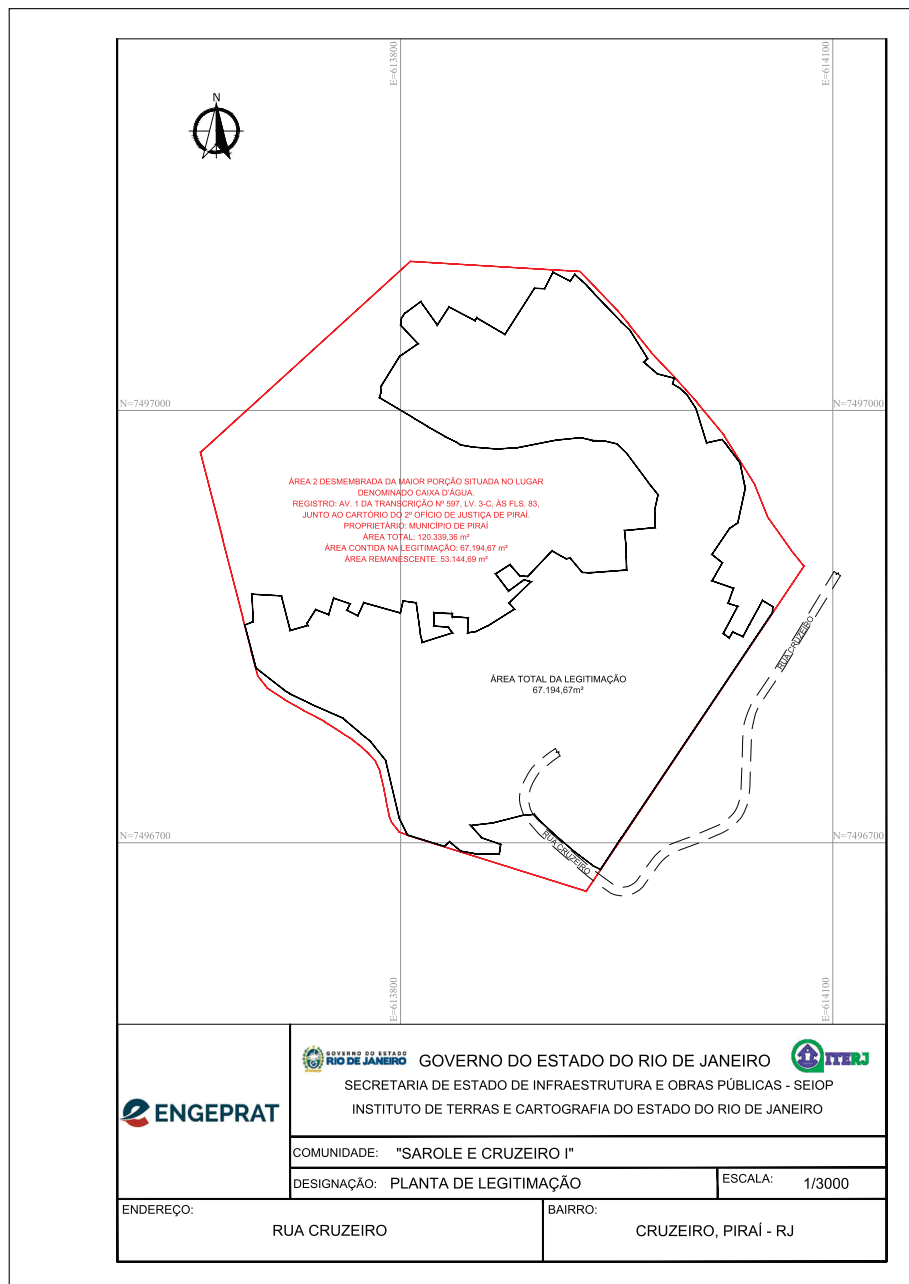 E=613800
E=614100
N
N=7497000
N=7497000
ÁREA 2 DESMEMBRADA DA MAIOR PORÇÃO SITUADA NO LUGAR
DENOMINADO CAIXA D'ÁGUA.
REGISTRO: AV. 1 DA TRANSCRIÇÃO Nº 597, LV. 3-C, ÀS FLS. 83,
JUNTO AO CARTÓRIO DO 2º OFÍCIO DE JUSTIÇA DE PIRAÍ.
PROPRIETÁRIO: MUNICÍPIO DE PIRAÍ
ÁREA TOTAL: 120.339,36 m²
ÁREA CONTIDA NA LEGITIMAÇÃO: 67.194,67 m²
ÁREA REMANESCENTE: 53.144,69 m²
RUA CRUZEIRO
ÁREA TOTAL DA LEGITIMAÇÃO
67.194,67m²
N=7496700
N=7496700
RUA CRUZEIRO
E=613800
E=614100
ENGEPRAT
GOVERNO DO ESTADO
RIO DE JANEIRO
GOVERNO DO ESTADO DO RIO DE JANEIRO
ITERJ
SECRETARIA DE ESTADO DE INFRAESTRUTURA E OBRAS PÚBLICAS - SEIOP
INSTITUTO DE TERRAS E CARTOGRAFIA DO ESTADO DO RIO DE JANEIRO
COMUNIDADE: "SAROLE E CRUZEIRO I"
DESIGNAÇÃO: PLANTA DE LEGITIMAÇÃO
ESCALA: 1/3000
ENDEREÇO:
RUA CRUZEIRO
BAIRRO:
CRUZEIRO, PIRAÍ - RJ